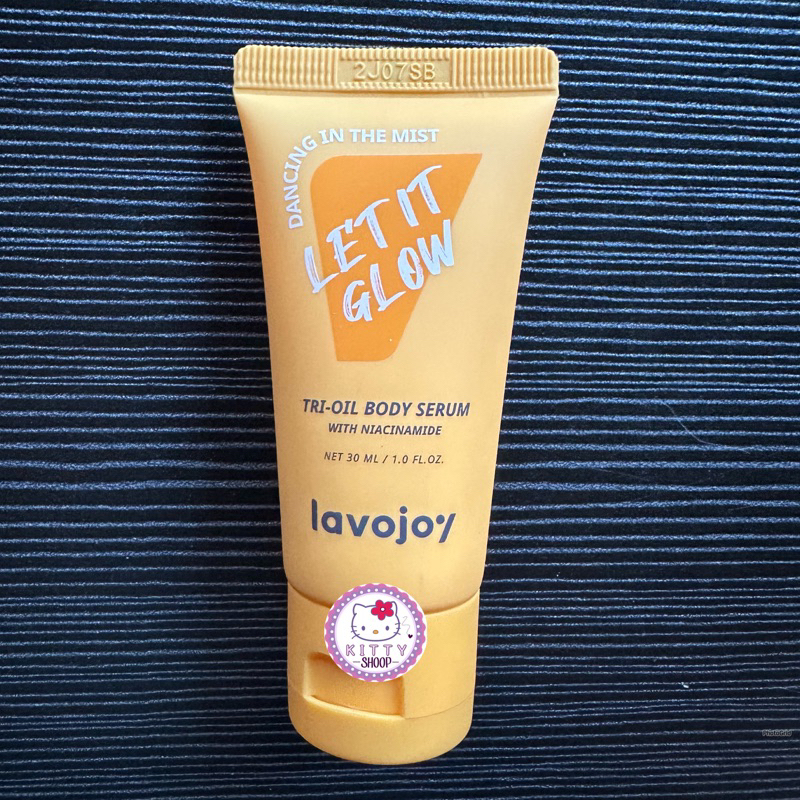 2J07SB
DANCING IN THE MIST
LET IT
GLOW
TRI-OIL BODY SERUM
WITH NIACINAMIDE
NET 30 ML / 1.0 FL.OZ.
lavojoy
KITTY
SHOOP